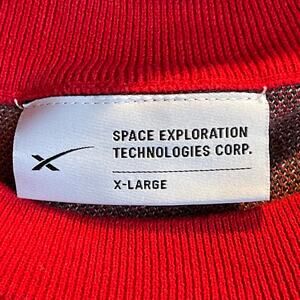 SPACE EXPLORATION
TECHNOLOGIES CORP.
X-LARGE